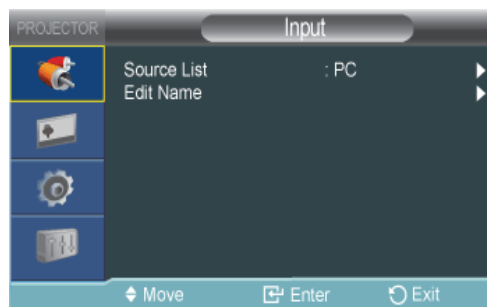 PROJECTOR
Input
Source List : PC
Edit Name
Move Enter Exit